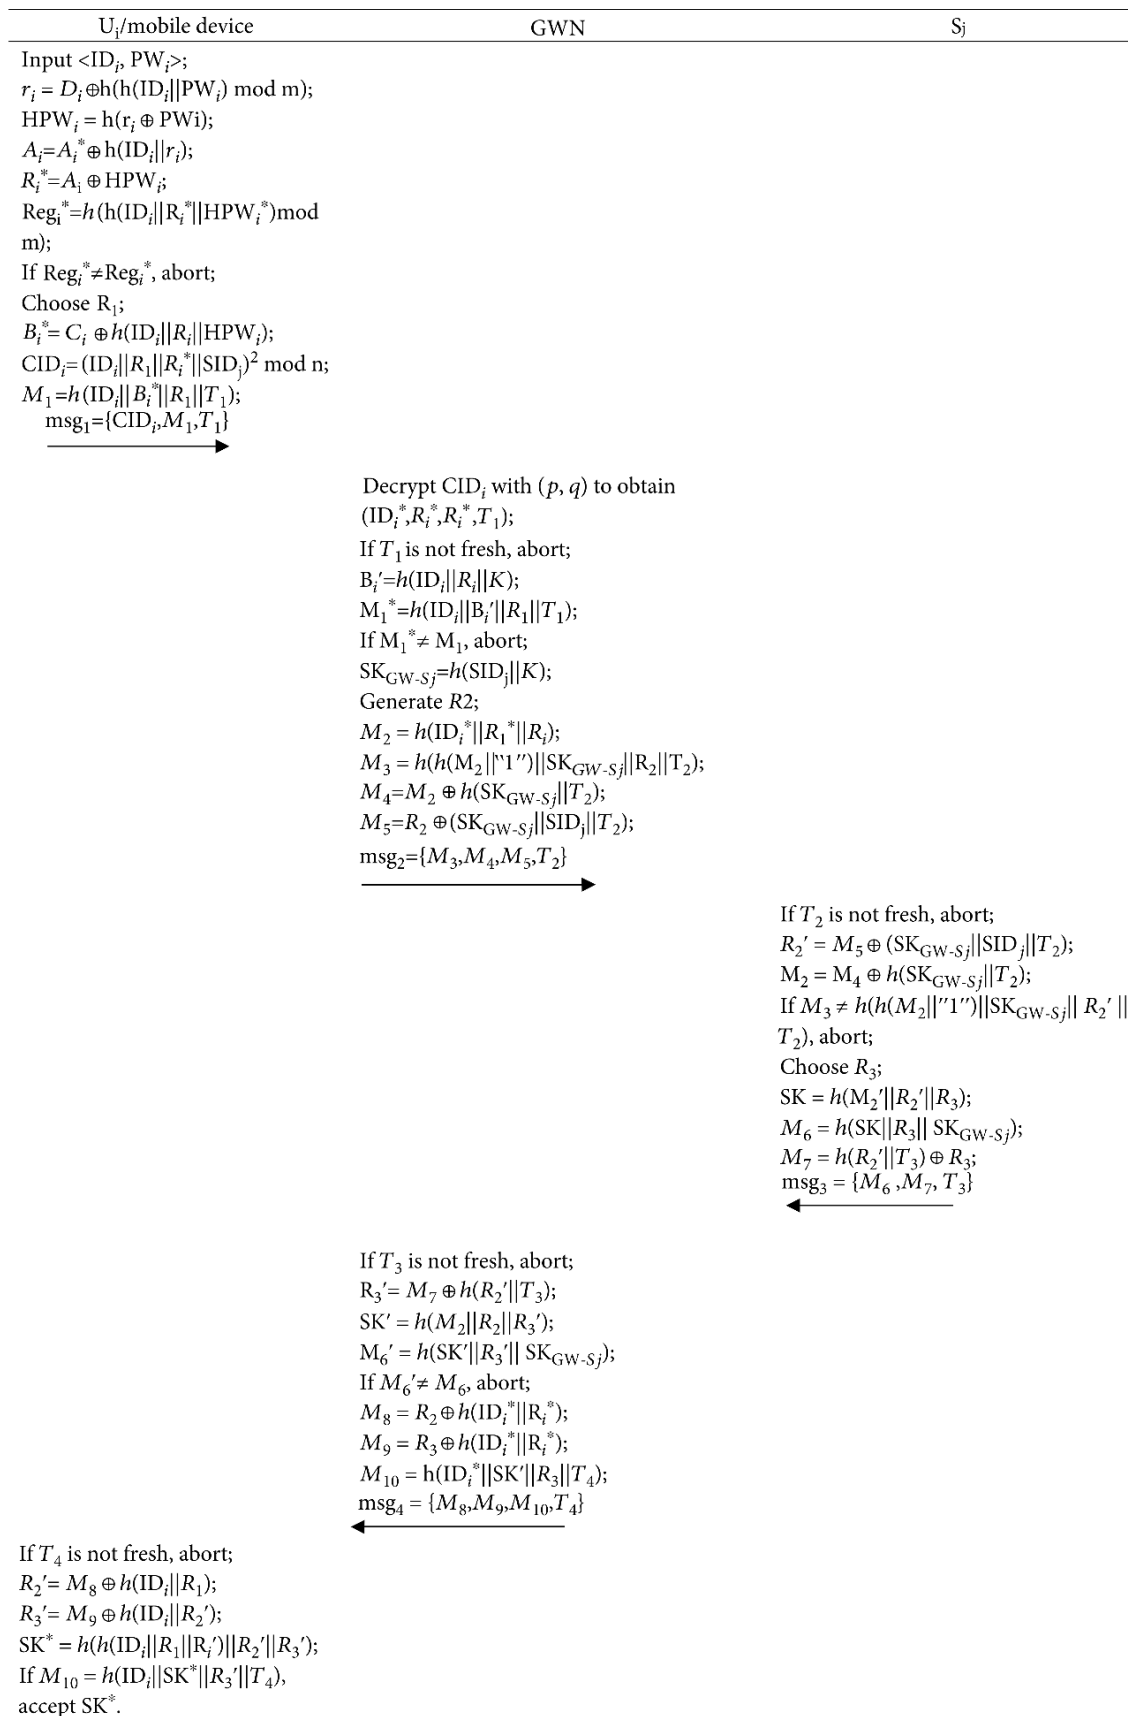 Uᵢ/mobile device GWN Sj
Input <IDᵢ, PWᵢ>;
rᵢ = Dᵢ⊕h(h(IDᵢ||PWᵢ) mod m);
HPWᵢ = h(rᵢ ⊕ PWi);
Aᵢ=Aᵢ*⊕h(IDᵢ||rᵢ);
Rᵢ*=Aᵢ⊕HPWᵢ;
Regᵢ*=h(h(IDᵢ||Rᵢ*||HPWᵢ*)mod
m);
If Regᵢ*≠Regᵢ*, abort;
Choose R₁;
Bᵢ*= Cᵢ ⊕h(IDᵢ||Rᵢ||HPWᵢ);
CIDᵢ=(IDᵢ||R₁||Rᵢ*||SIDⱼ)² mod n;
M₁=h(IDᵢ||Bᵢ*||R₁||T₁);
msg₁={CIDᵢ,M₁,T₁}
Decrypt CIDᵢ with (p, q) to obtain
(IDᵢ*,Rᵢ*,Rᵢ*,T₁);
If T₁ is not fresh, abort;
Bᵢ′=h(IDᵢ||Rᵢ||K);
M₁*=h(IDᵢ||Bᵢ′||R₁||T₁);
If M₁*≠ M₁, abort;
SK_GW-Sj=h(SIDⱼ||K);
Generate R2;
M₂ = h(IDᵢ*||R₁*||Rᵢ);
M₃ = h(h(M₂||‶1″)||SK_GW-Sj||R₂||T₂);
M₄=M₂ ⊕ h(SK_GW-Sj||T₂);
M₅=R₂ ⊕(SK_GW-Sj||SIDⱼ||T₂);
msg₂={M₃,M₄,M₅,T₂}
If T₂ is not fresh, abort;
R₂′ = M₅⊕ (SK_GW-Sj||SIDⱼ||T₂);
M₂ = M₄ ⊕ h(SK_GW-Sj||T₂);
If M₃ ≠ h(h(M₂||″1″)||SK_GW-Sj|| R₂′ ||
T₂), abort;
Choose R₃;
SK = h(M₂′||R₂′||R₃);
M₆ = h(SK||R₃|| SK_GW-Sj);
M₇ = h(R₂′||T₃) ⊕ R₃;
msg₃ = {M₆ ,M₇, T₃}
If T₃ is not fresh, abort;
R₃′= M₇ ⊕ h(R₂′||T₃);
SK′ = h(M₂||R₂||R₃′);
M₆′ = h(SK′||R₃′|| SK_GW-Sj);
If M₆′≠ M₆, abort;
M₈ = R₂⊕h(IDᵢ*||Rᵢ*);
M₉ = R₃⊕h(IDᵢ*||Rᵢ*);
M₁₀ = h(IDᵢ*||SK′||R₃||T₄);
msg₄ = {M₈,M₉,M₁₀,T₄}
If T₄ is not fresh, abort;
R₂′= M₈ ⊕ h(IDᵢ||R₁);
R₃′= M₉ ⊕ h(IDᵢ||R₂′);
SK* = h(h(IDᵢ||R₁||Rᵢ′)||R₂′||R₃′);
If M₁₀ = h(IDᵢ||SK*||R₃′||T₄),
accept SK*.